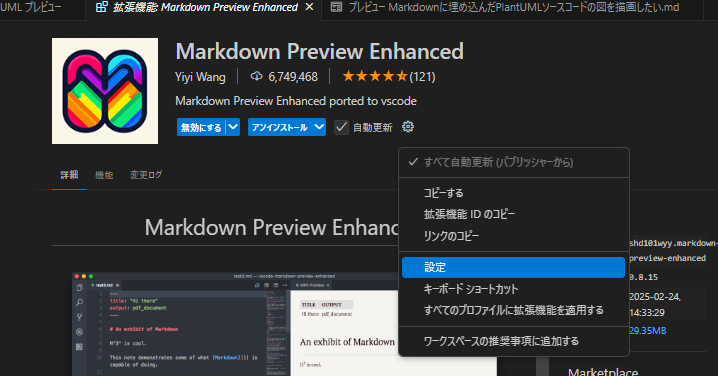 UML プレビュー
拡張機能 Markdown Preview Enhanced
プレビュー Markdownに埋め込んだPlantUMLソースコードの図を描画したい.md
Markdown Preview Enhanced
Yiyi Wang
6,749,468
(121)
Markdown Preview Enhanced ported to vscode
無効にする
アンインストール
自動更新
すべて自動更新 (パブリッシャーから)
コピーする
拡張機能 ID のコピー
リンクのコピー
設定
キーボード ショートカット
すべてのプロファイルに拡張機能を適用する
ワークスペースの推奨事項に追加する
詳細
機能
変更ログ
Markdown Preview Enhanc
shd101wyy.markdown-
preview-enhanced
0.8.15
2025-02-24,
14:33:29
29.35MB
Marketplace
test3.md — vscode-markdown-preview-enhanced
test3.md
title: "Hi there"
output: pdf_document
# An exhibit of Markdown
H^3^ is cool.
This note demonstrates some of what [Markdown][1] is
capable of doing.
TITLE OUTPUT
Hi there pdf_document
An exhibit of Markdown